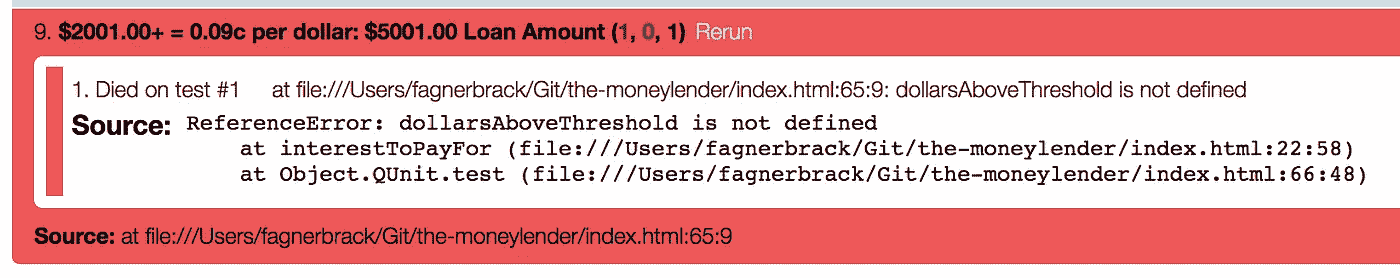 9. $2001.00+ = 0.09c per dollar: $5001.00 Loan Amount (1, 0, 1) Rerun
1. Died on test #1 at file:///Users/fagnerbrack/Git/the-moneylender/index.html:65:9: dollarsAboveThreshold is not defined
Source: ReferenceError: dollarsAboveThreshold is not defined
at interestToPayFor (file:///Users/fagnerbrack/Git/the-moneylender/index.html:22:58)
at Object.QUnit.test (file:///Users/fagnerbrack/Git/the-moneylender/index.html:66:48)
Source: at file:///Users/fagnerbrack/Git/the-moneylender/index.html:65:9